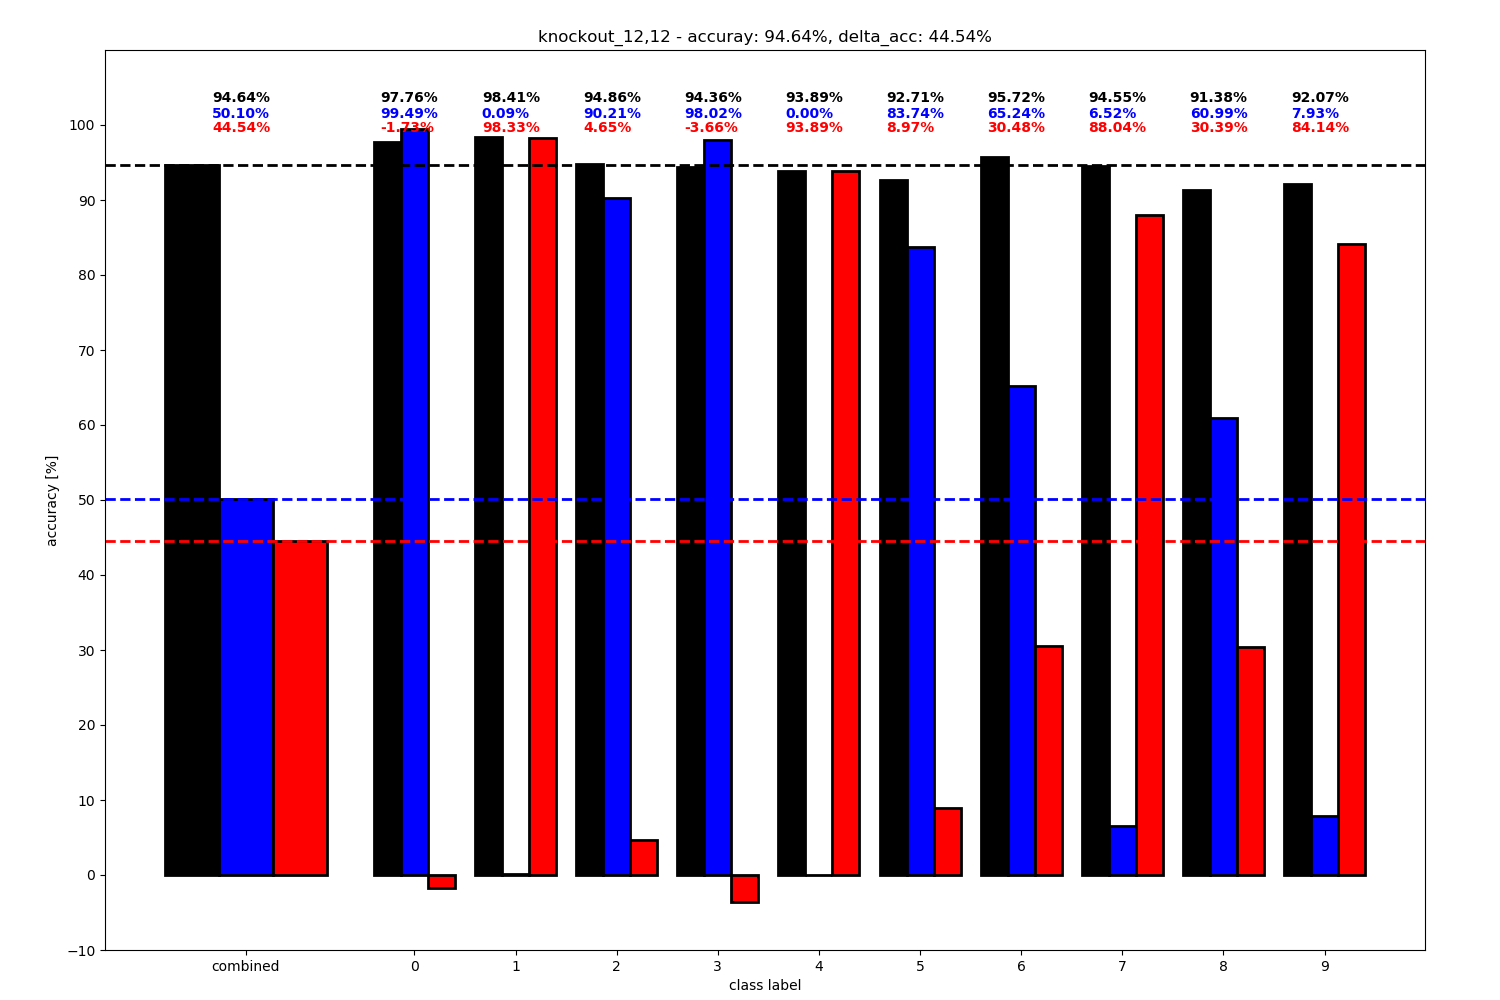 knockout_12,12 - accuray: 94.64%, delta_acc: 44.54%
94.64% 97.76% 98.41% 94.86% 94.36% 93.89% 92.71% 95.72% 94.55% 91.38% 92.07%
50.10% 99.49% 0.09% 90.21% 98.02% 0.00% 83.74% 65.24% 6.52% 60.99% 7.93%
44.54% -1.73% 98.33% 4.65% -3.66% 93.89% 8.97% 30.48% 88.04% 30.39% 84.14%
100
90
80
70
60
50
40
30
20
10
0
−10
accuracy [%]
combined 0 1 2 3 4 5 6 7 8 9
class label